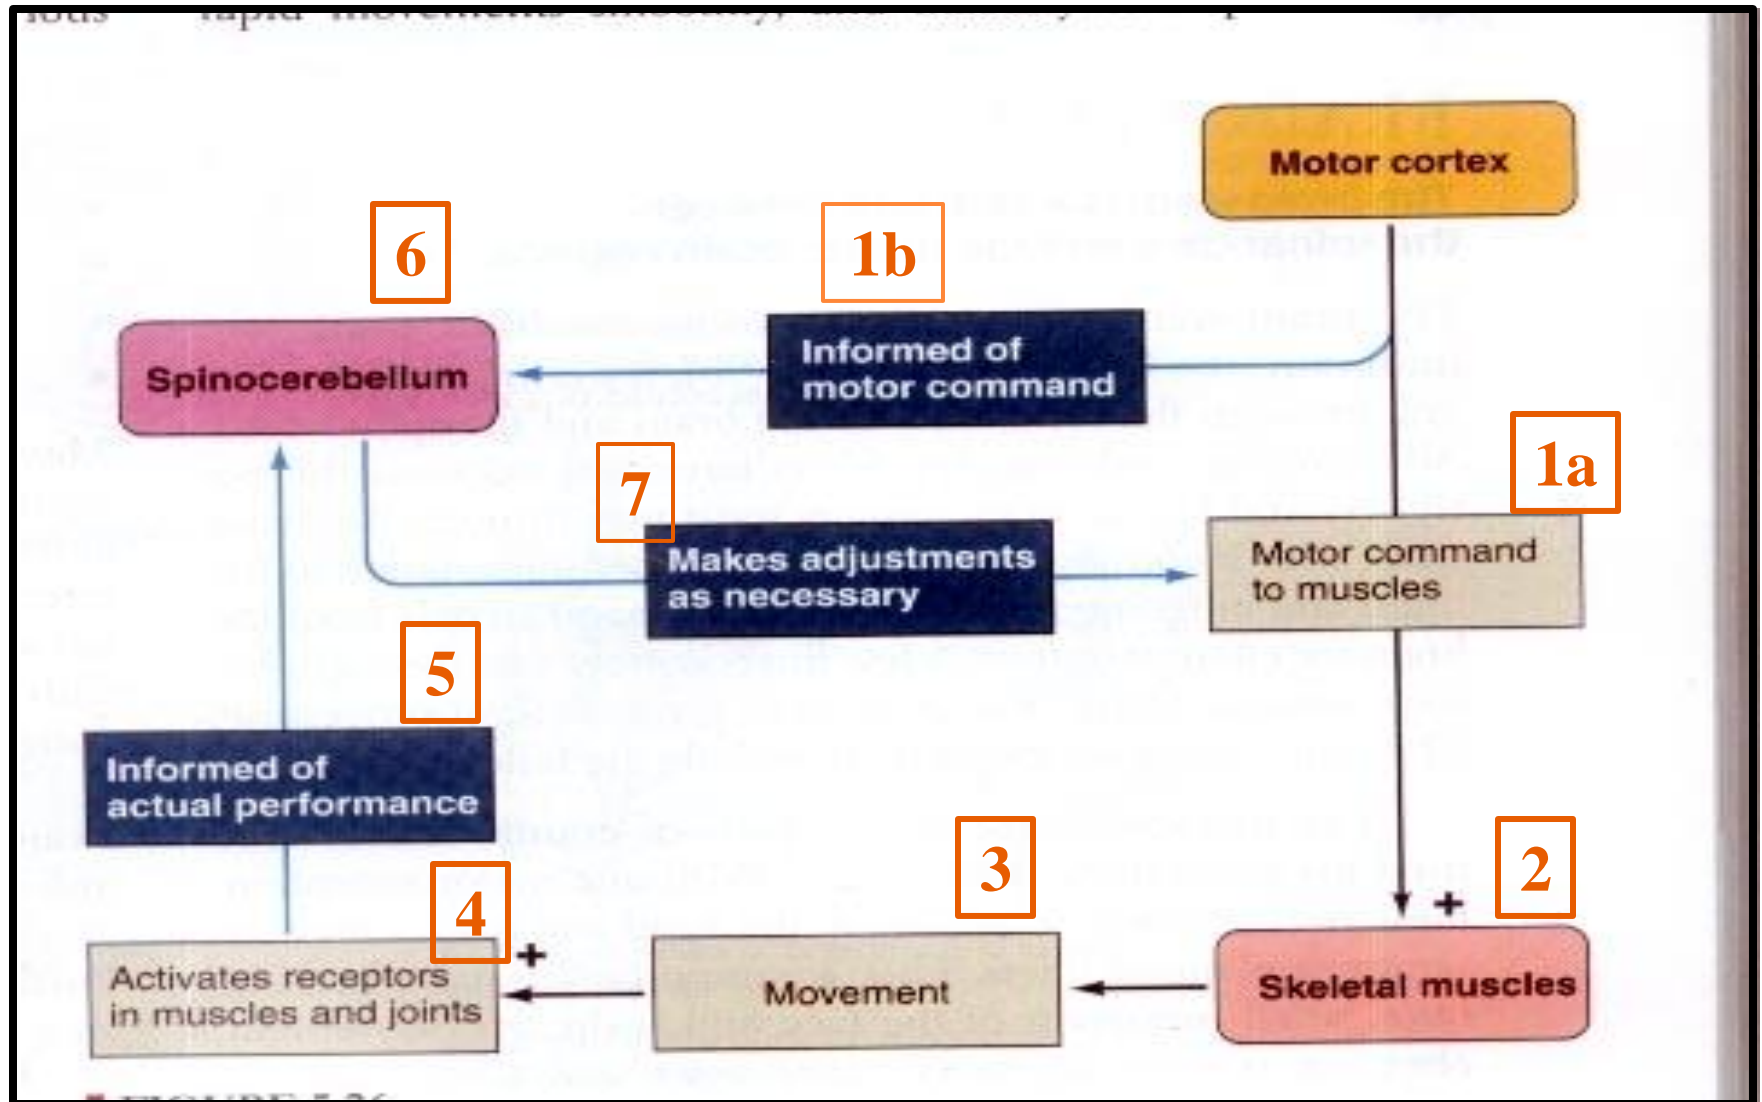 Motor cortex
6
1b
Informed of
motor command
Spinocerebellum
1a
7
Makes adjustments
as necessary
Motor command
to muscles
5
Informed of
actual performance
3
2
4
+
+
Activates receptors
in muscles and joints
Movement
Skeletal muscles